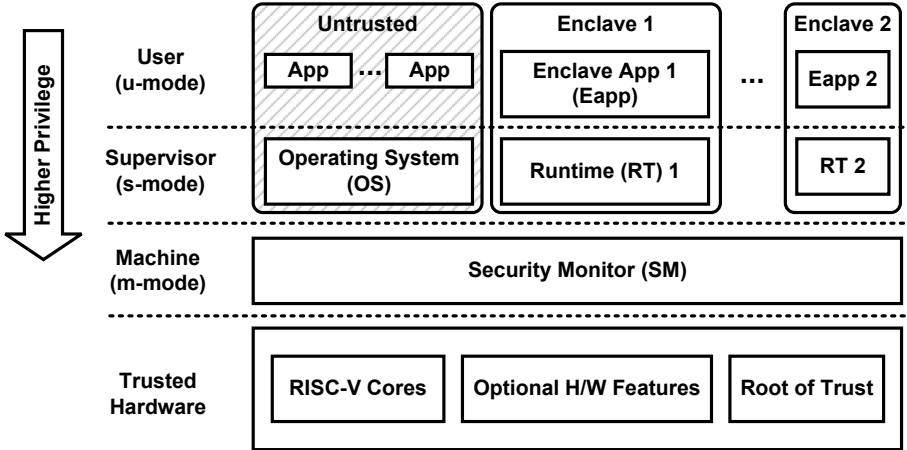 Higher Privilege
User
(u-mode)
Supervisor
(s-mode)
Machine
(m-mode)
Trusted
Hardware
Untrusted
App ... App
Operating System
(OS)
Enclave 1
Enclave App 1
(Eapp)
Runtime (RT) 1
...
Enclave 2
Eapp 2
RT 2
Security Monitor (SM)
RISC-V Cores
Optional H/W Features
Root of Trust